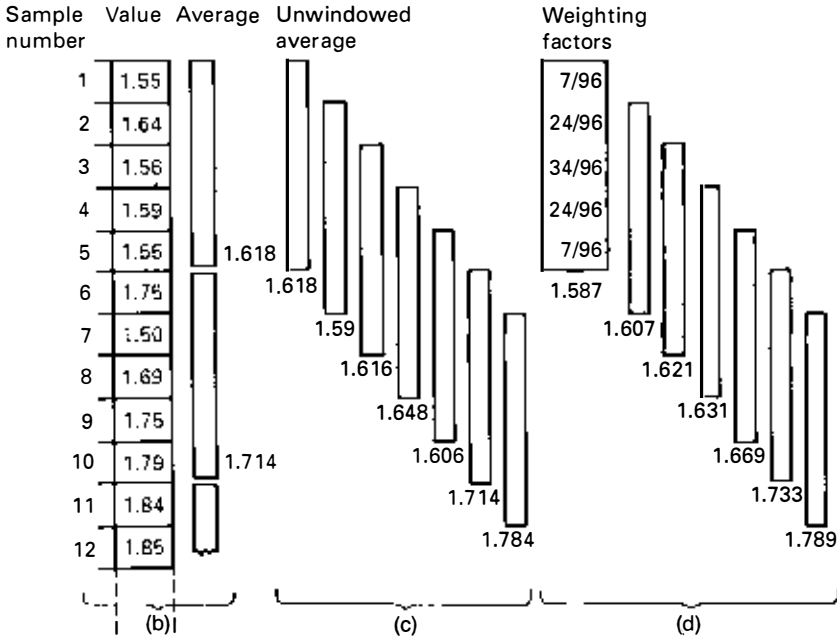 Sample Value Average Unwindowed Weighting
number average factors
1 1.55 7/96
2 1.64 24/96
3 1.56 34/96
4 1.59 24/96
5 1.55 1.618 7/96
1.618 1.587
6 1.75
7 1.59 1.607
8 1.69 1.616 1.621
1.648 1.631
9 1.75
10 1.79 1.714 1.606 1.669
1.714 1.733
11 1.84
12 1.85 1.784 1.789
(b) (c) (d)